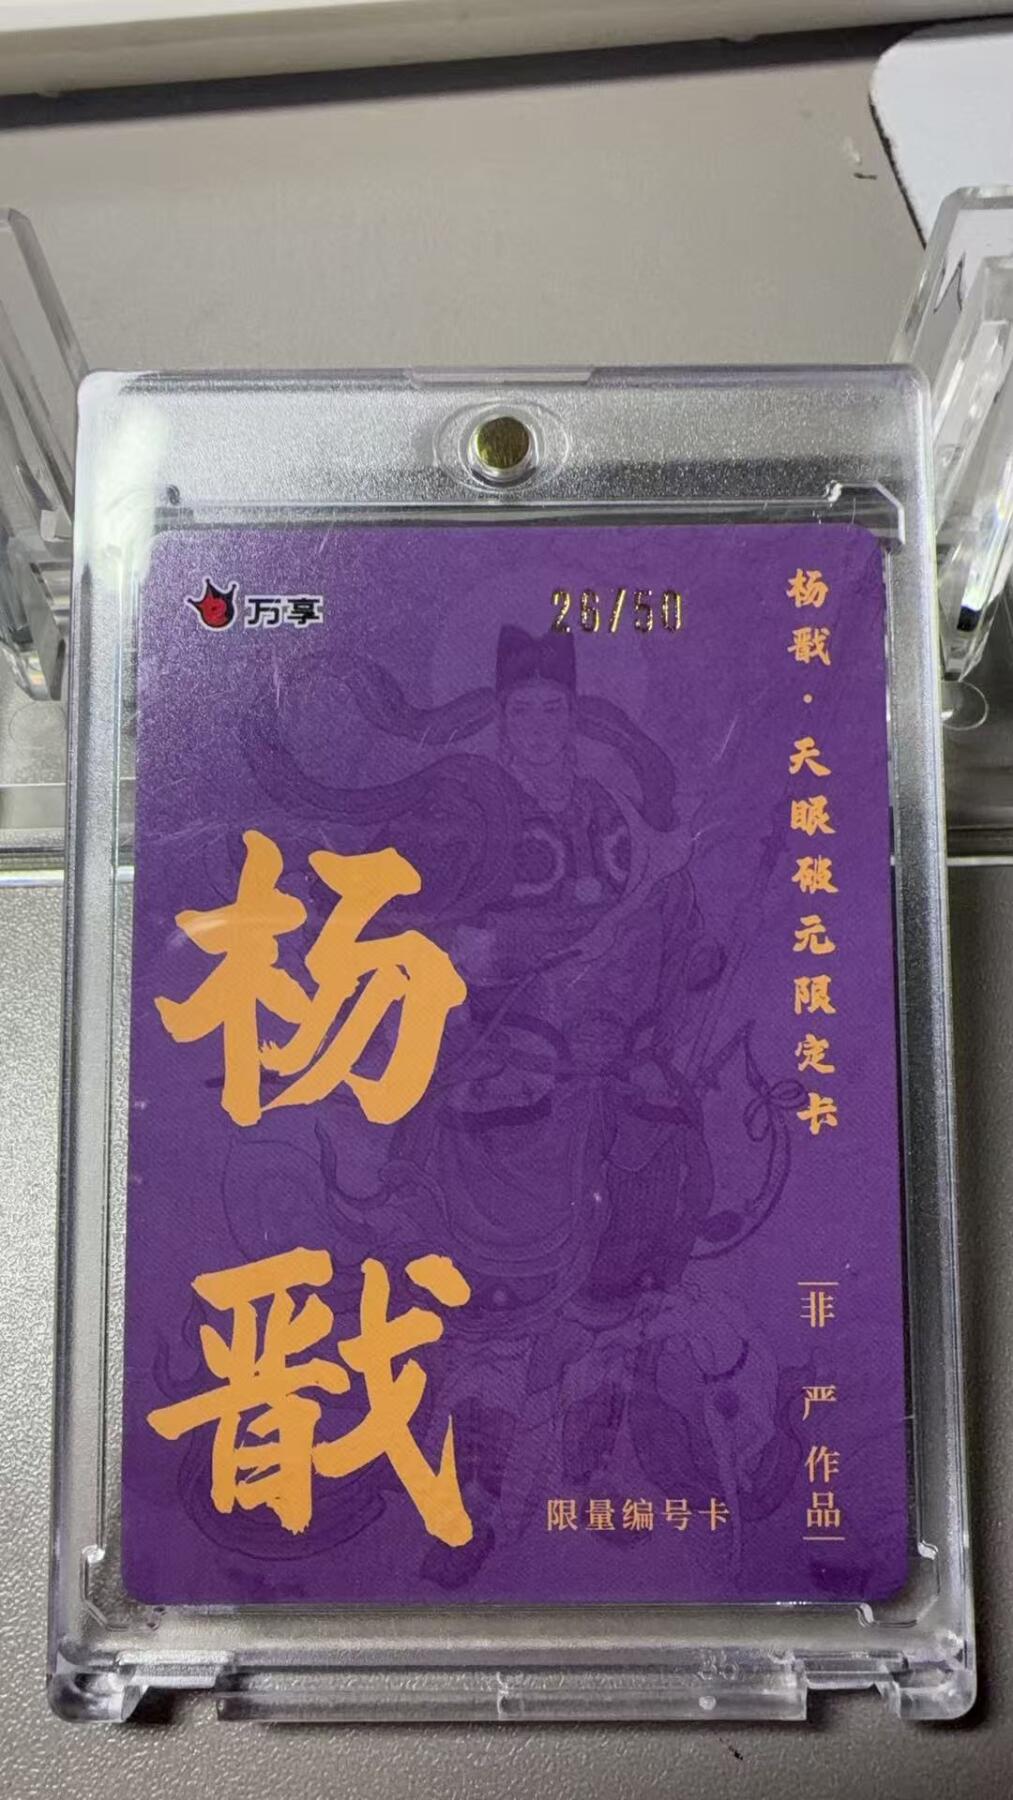 万享
26/50
杨戬·天眼破元限定卡
杨戬
非 严作品
限量编号卡